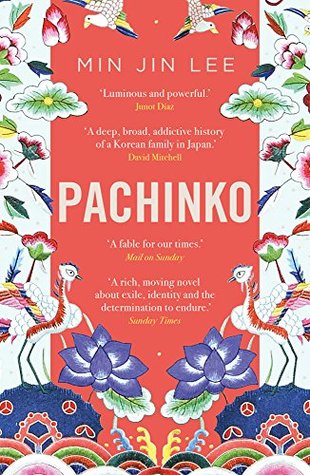 MIN JIN LEE
‘Luminous and powerful.’
Junot Díaz
‘A deep, broad, addictive history
of a Korean family in Japan.’
David Mitchell
PACHINKO
‘A fable for our times.’
Mail on Sunday
‘A rich, moving novel
about exile, identity and the
determination to endure.’
Sunday Times